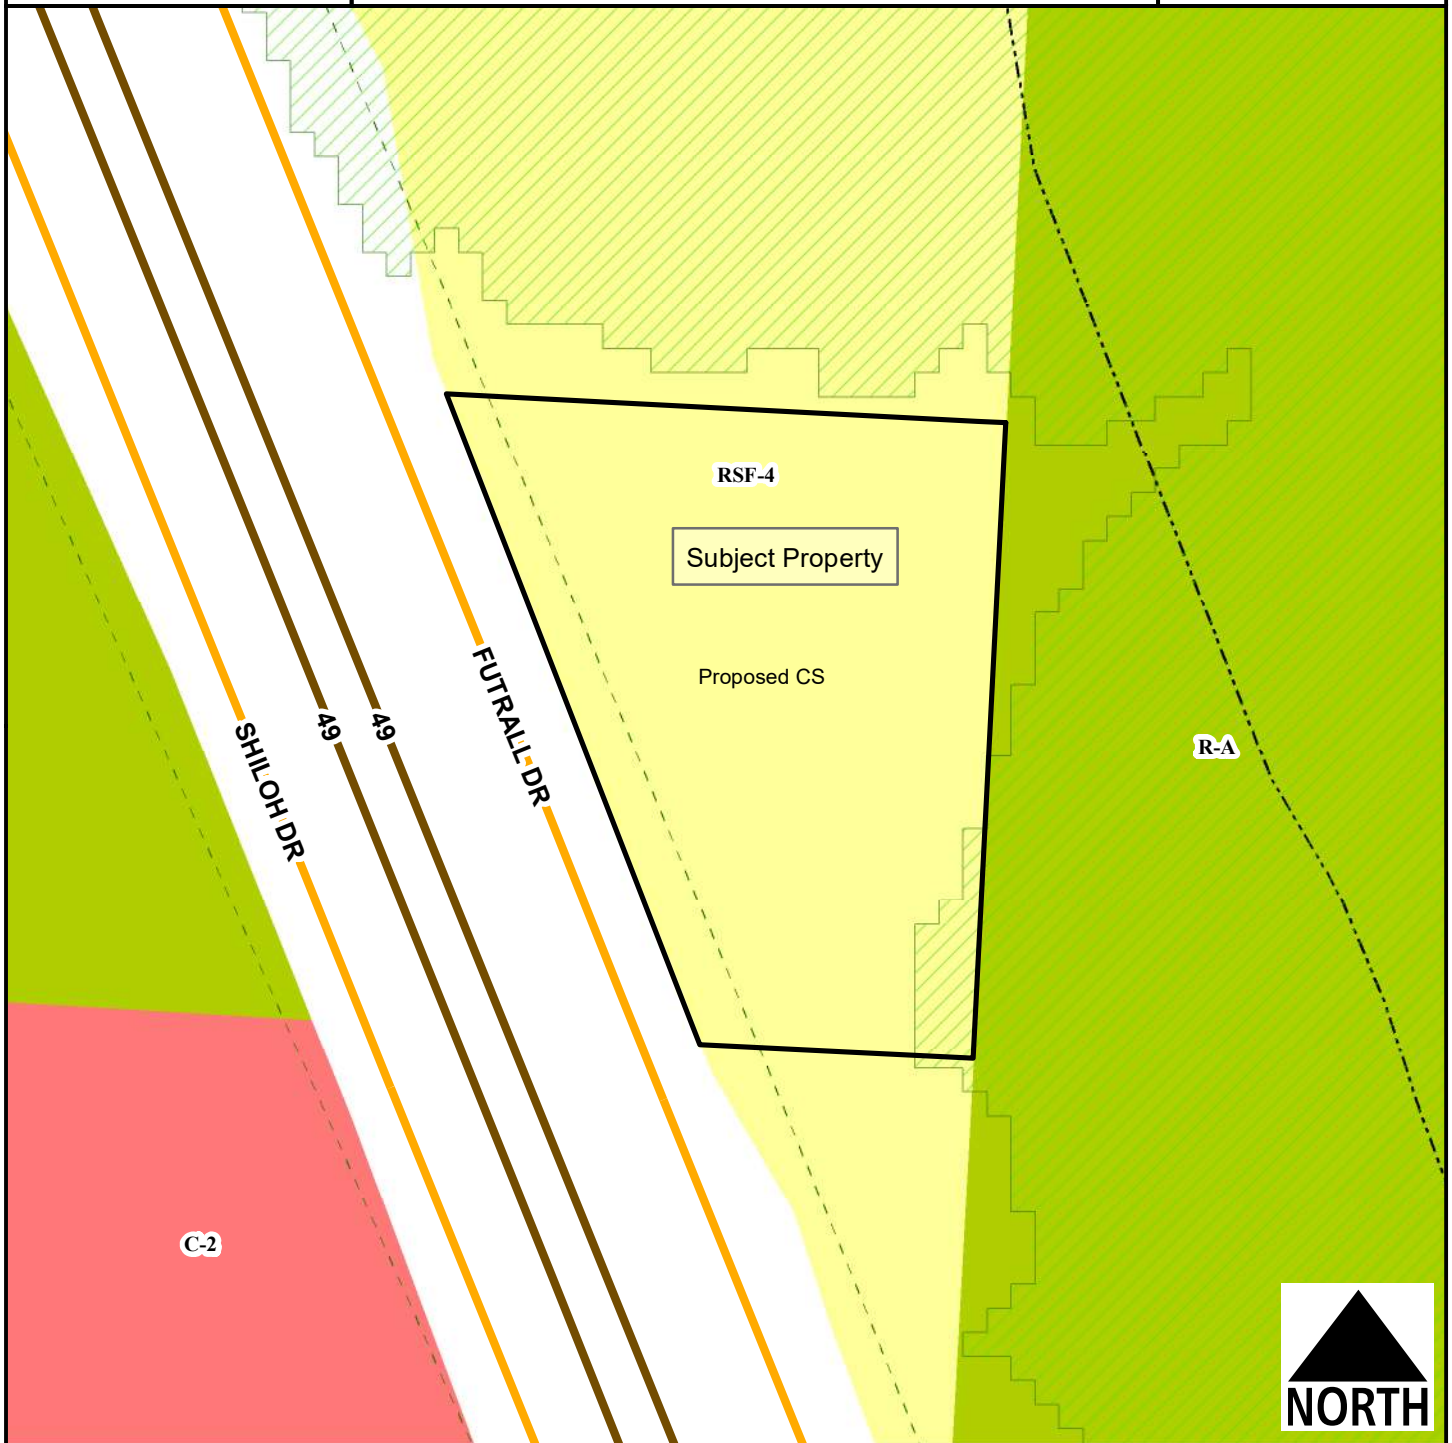 RSF-4
Subject Property
Proposed CS
FUTRALL DR
49
49
SHILOH DR
R-A
C-2
NORTH